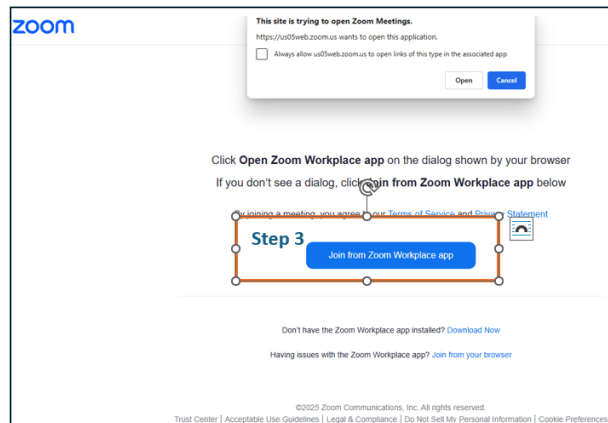 zoom
This site is trying to open Zoom Meetings.
https://us05web.zoom.us wants to open this application.
Always allow us05web.zoom.us to open links of this type in the associated app
Open Cancel
Click Open Zoom Workplace app on the dialog shown by your browser
If you don't see a dialog, click Join from Zoom Workplace app below
By joining a meeting, you agree to our Terms of Service and Privacy Statement
Step 3
Join from Zoom Workplace app
Don't have the Zoom Workplace app installed? Download Now
Having issues with the Zoom Workplace app? Join from your browser
©2025 Zoom Communications, Inc. All rights reserved.
Trust Center | Acceptable Use Guidelines | Legal & Compliance | Do Not Sell My Personal Information | Cookie Preferences